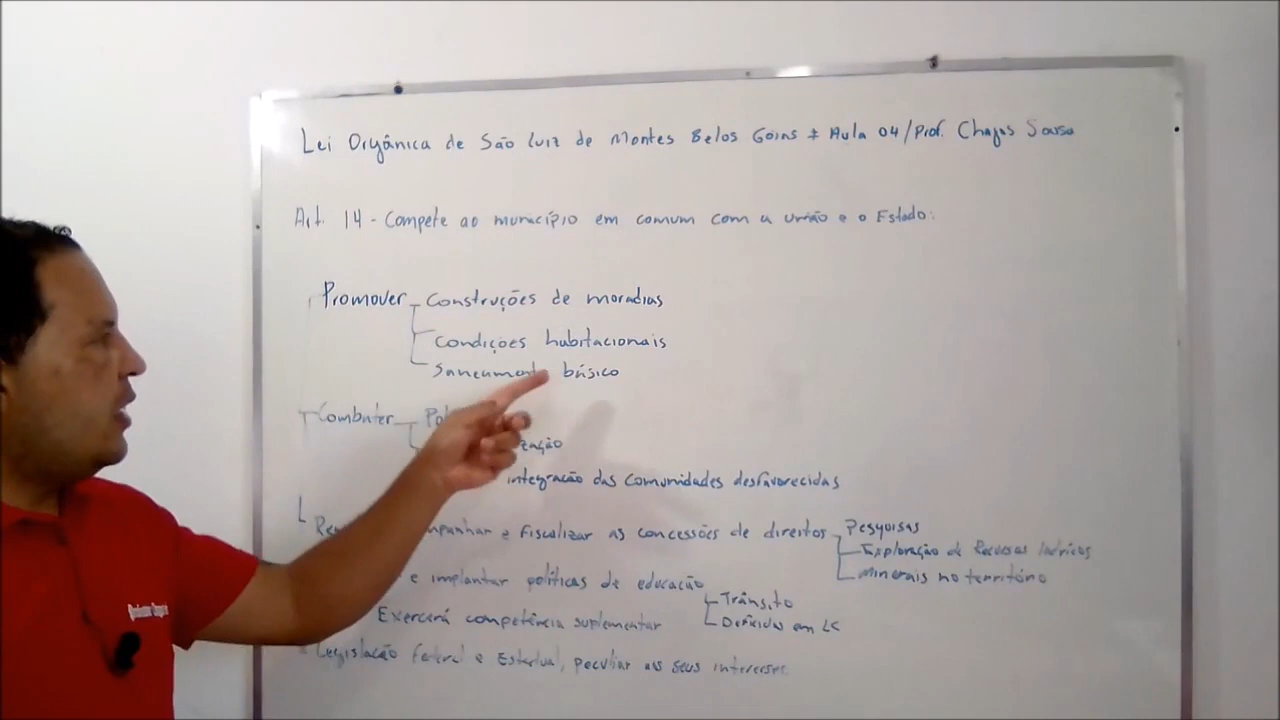 Lei Orgânica de São Luiz de Montes Belos Goias * Aula 04/Prof. Chagas Sousa
Art. 14 - Compete ao município em comum com a união e o Estado:
Promover
Construções de moradias
Condições habitacionais
Saneamento básico
Combater
integração das comunidades desfavorecidas
e Fiscalizar as concessões de direitos
Pesquisas
Exploração de Recursos hídricos
Minerais no território
e implantar políticas de educação
Trânsito
Definidas em LC
Exercerá competência suplementar
Legislação federal e Estadual, peculiar aos seus interesses.